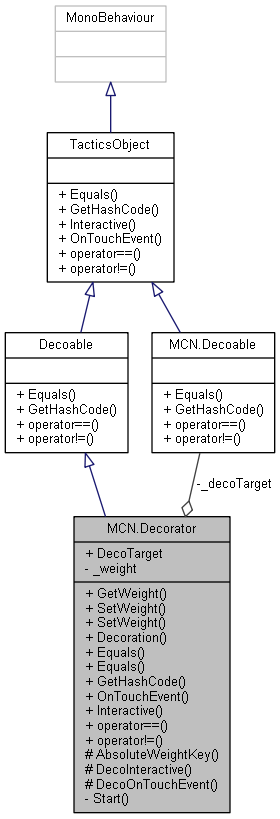 MonoBehaviour
TacticsObject
+ Equals()
+ GetHashCode()
+ Interactive()
+ OnTouchEvent()
+ operator==()
+ operator!=()
Decoable
+ Equals()
+ GetHashCode()
+ operator==()
+ operator!=()
MCN.Decoable
+ Equals()
+ GetHashCode()
+ operator==()
+ operator!=()
-_decoTarget
MCN.Decorator
+ DecoTarget
- _weight
+ GetWeight()
+ SetWeight()
+ SetWeight()
+ Decoration()
+ Equals()
+ Equals()
+ GetHashCode()
+ OnTouchEvent()
+ Interactive()
+ operator==()
+ operator!=()
# AbsoluteWeightKey()
# DecoInteractive()
# DecoOnTouchEvent()
- Start()